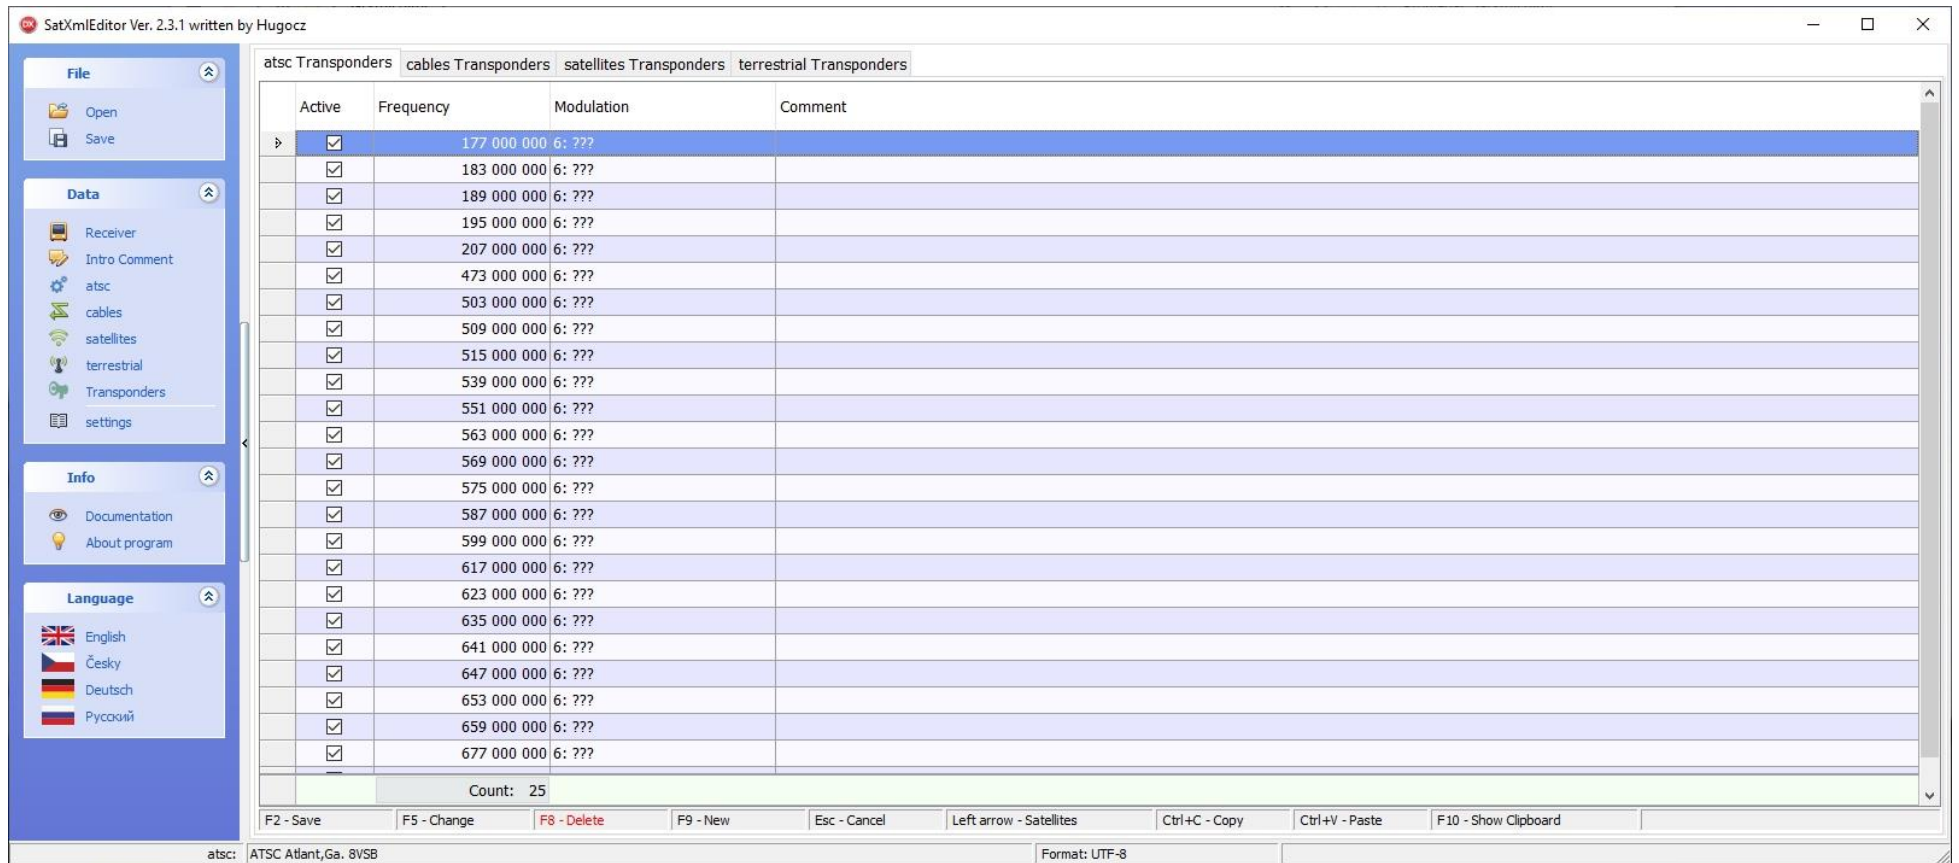 SatXmlEditor Ver. 2.3.1 written by Hugocz
File
Open
Save
Data
Receiver
Intro Comment
atsc
cables
satellites
terrestrial
Transponders
settings
Info
Documentation
About program
Language
English
Česky
Deutsch
Русский
atsc Transponders cables Transponders satellites Transponders terrestrial Transponders
Active Frequency Modulation Comment
177 000 000 6: ???
183 000 000 6: ???
189 000 000 6: ???
195 000 000 6: ???
207 000 000 6: ???
473 000 000 6: ???
503 000 000 6: ???
509 000 000 6: ???
515 000 000 6: ???
539 000 000 6: ???
551 000 000 6: ???
563 000 000 6: ???
569 000 000 6: ???
575 000 000 6: ???
587 000 000 6: ???
599 000 000 6: ???
617 000 000 6: ???
623 000 000 6: ???
635 000 000 6: ???
641 000 000 6: ???
647 000 000 6: ???
653 000 000 6: ???
659 000 000 6: ???
677 000 000 6: ???
Count: 25
F2 - Save F5 - Change F8 - Delete F9 - New Esc - Cancel Left arrow - Satellites Ctrl+C - Copy Ctrl+V - Paste F10 - Show Clipboard
atsc: ATSC Atlant,Ga. 8VSB Format: UTF-8